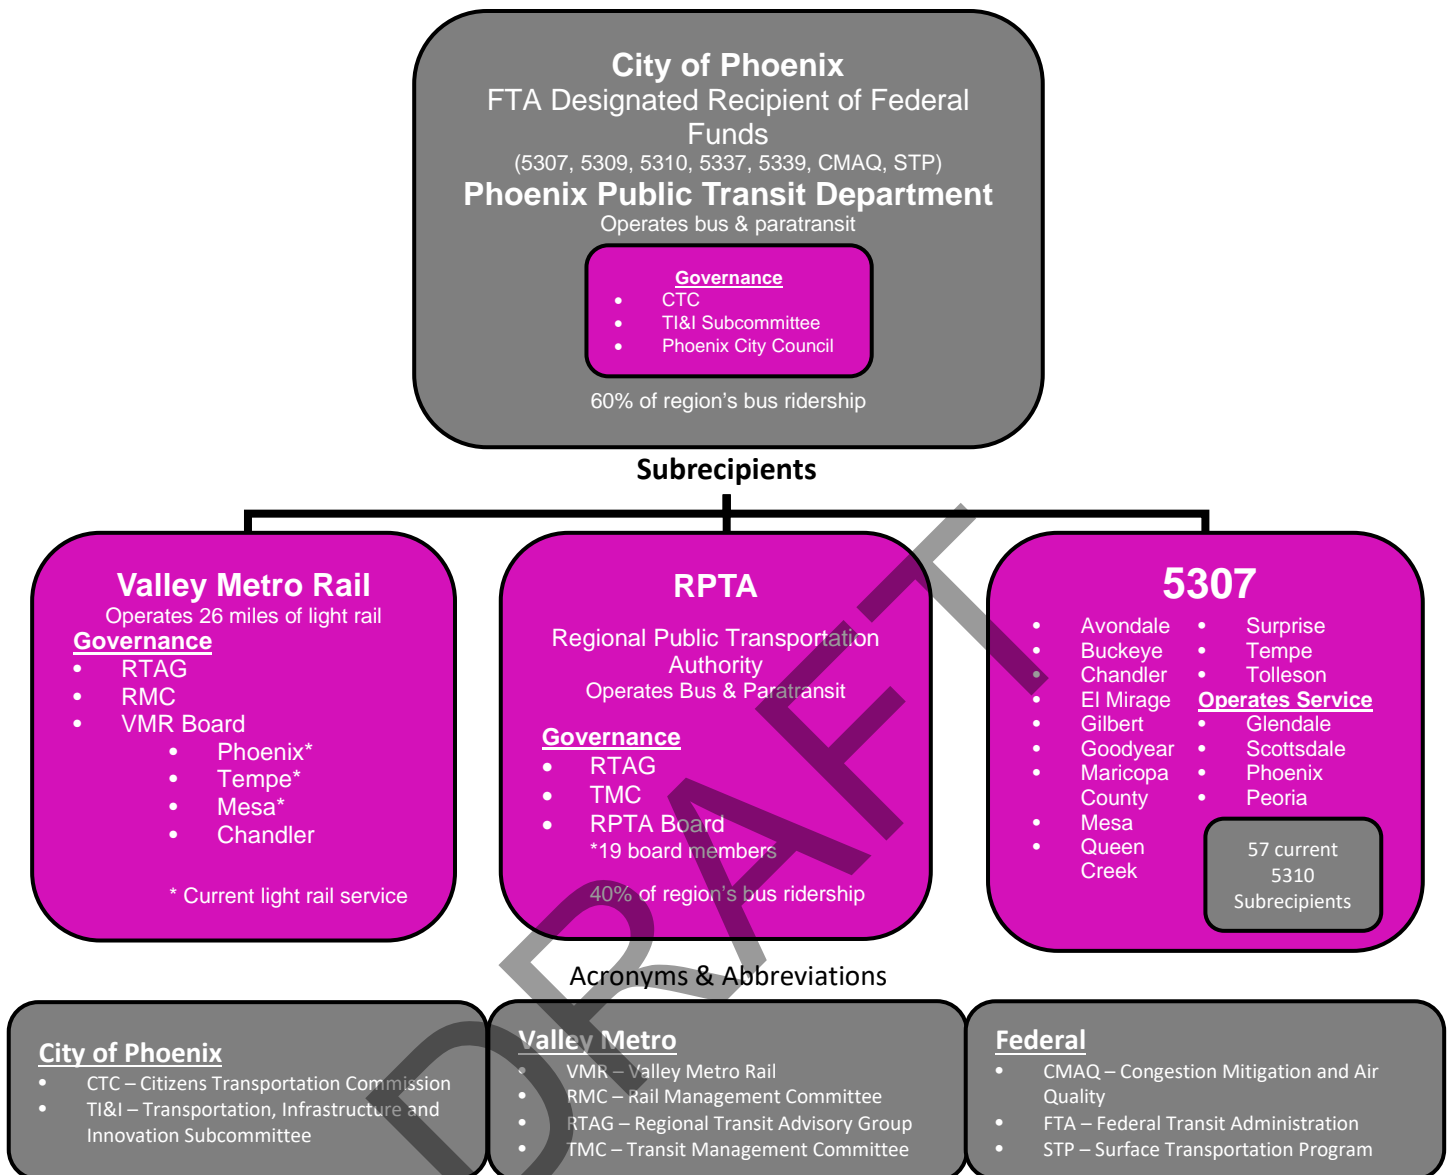 City of Phoenix
FTA Designated Recipient of Federal
Funds
(5307, 5309, 5310, 5337, 5339, CMAQ, STP)
Phoenix Public Transit Department
Operates bus & paratransit
Governance
• CTC
• TI&I Subcommittee
• Phoenix City Council
60% of region's bus ridership
Subrecipients
Valley Metro Rail
Operates 26 miles of light rail
Governance
• RTAG
• RMC
• VMR Board
• Phoenix*
• Tempe*
• Mesa*
• Chandler
* Current light rail service
RPTA
Regional Public Transportation
Authority
Operates Bus & Paratransit
Governance
• RTAG
• TMC
• RPTA Board
*19 board members
40% of region's bus ridership
5307
• Avondale
• Buckeye
• Chandler
• El Mirage
• Gilbert
• Goodyear
• Maricopa
County
• Mesa
• Queen
Creek
• Surprise
• Tempe
• Tolleson
Operates Service
• Glendale
• Scottsdale
• Phoenix
• Peoria
57 current
5310
Subrecipients
DRAFT
Acronyms & Abbreviations
City of Phoenix
• CTC – Citizens Transportation Commission
• TI&I – Transportation, Infrastructure and
Innovation Subcommittee
Valley Metro
• VMR – Valley Metro Rail
• RMC – Rail Management Committee
• RTAG – Regional Transit Advisory Group
• TMC – Transit Management Committee
Federal
• CMAQ – Congestion Mitigation and Air
Quality
• FTA – Federal Transit Administration
• STP – Surface Transportation Program